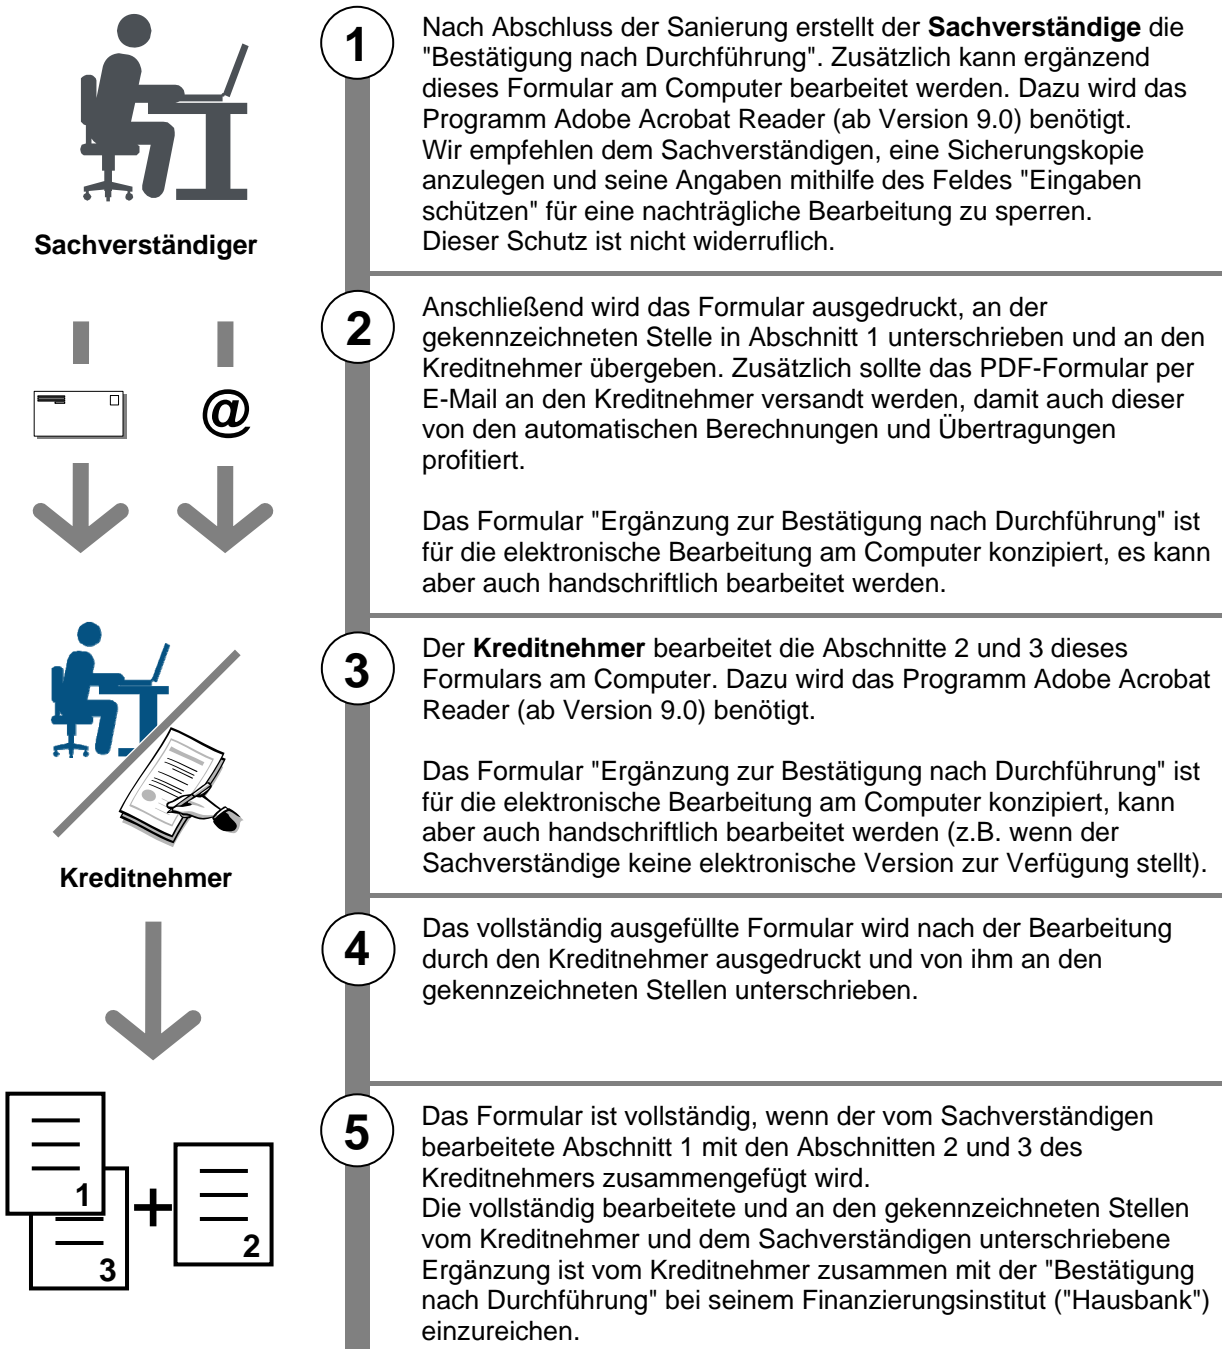 1
Nach Abschluss der Sanierung erstellt der Sachverständige die
"Bestätigung nach Durchführung". Zusätzlich kann ergänzend
dieses Formular am Computer bearbeitet werden. Dazu wird das
Programm Adobe Acrobat Reader (ab Version 9.0) benötigt.
Wir empfehlen dem Sachverständigen, eine Sicherungskopie
anzulegen und seine Angaben mithilfe des Feldes "Eingaben
schützen" für eine nachträgliche Bearbeitung zu sperren.
Dieser Schutz ist nicht widerruflich.
Sachverständiger
2
Anschließend wird das Formular ausgedruckt, an der
gekennzeichneten Stelle in Abschnitt 1 unterschrieben und an den
Kreditnehmer übergeben. Zusätzlich sollte das PDF-Formular per
E-Mail an den Kreditnehmer versandt werden, damit auch dieser
von den automatischen Berechnungen und Übertragungen
profitiert.
@
Das Formular "Ergänzung zur Bestätigung nach Durchführung" ist
für die elektronische Bearbeitung am Computer konzipiert, es kann
aber auch handschriftlich bearbeitet werden.
3
Der Kreditnehmer bearbeitet die Abschnitte 2 und 3 dieses
Formulars am Computer. Dazu wird das Programm Adobe Acrobat
Reader (ab Version 9.0) benötigt.
Das Formular "Ergänzung zur Bestätigung nach Durchführung" ist
für die elektronische Bearbeitung am Computer konzipiert, kann
aber auch handschriftlich bearbeitet werden (z.B. wenn der
Sachverständige keine elektronische Version zur Verfügung stellt).
Kreditnehmer
4
Das vollständig ausgefüllte Formular wird nach der Bearbeitung
durch den Kreditnehmer ausgedruckt und von ihm an den
gekennzeichneten Stellen unterschrieben.
5
Das Formular ist vollständig, wenn der vom Sachverständigen
bearbeitete Abschnitt 1 mit den Abschnitten 2 und 3 des
Kreditnehmers zusammengefügt wird.
Die vollständig bearbeitete und an den gekennzeichneten Stellen
vom Kreditnehmer und dem Sachverständigen unterschriebene
Ergänzung ist vom Kreditnehmer zusammen mit der "Bestätigung
nach Durchführung" bei seinem Finanzierungsinstitut ("Hausbank")
einzureichen.
1
+
2
3